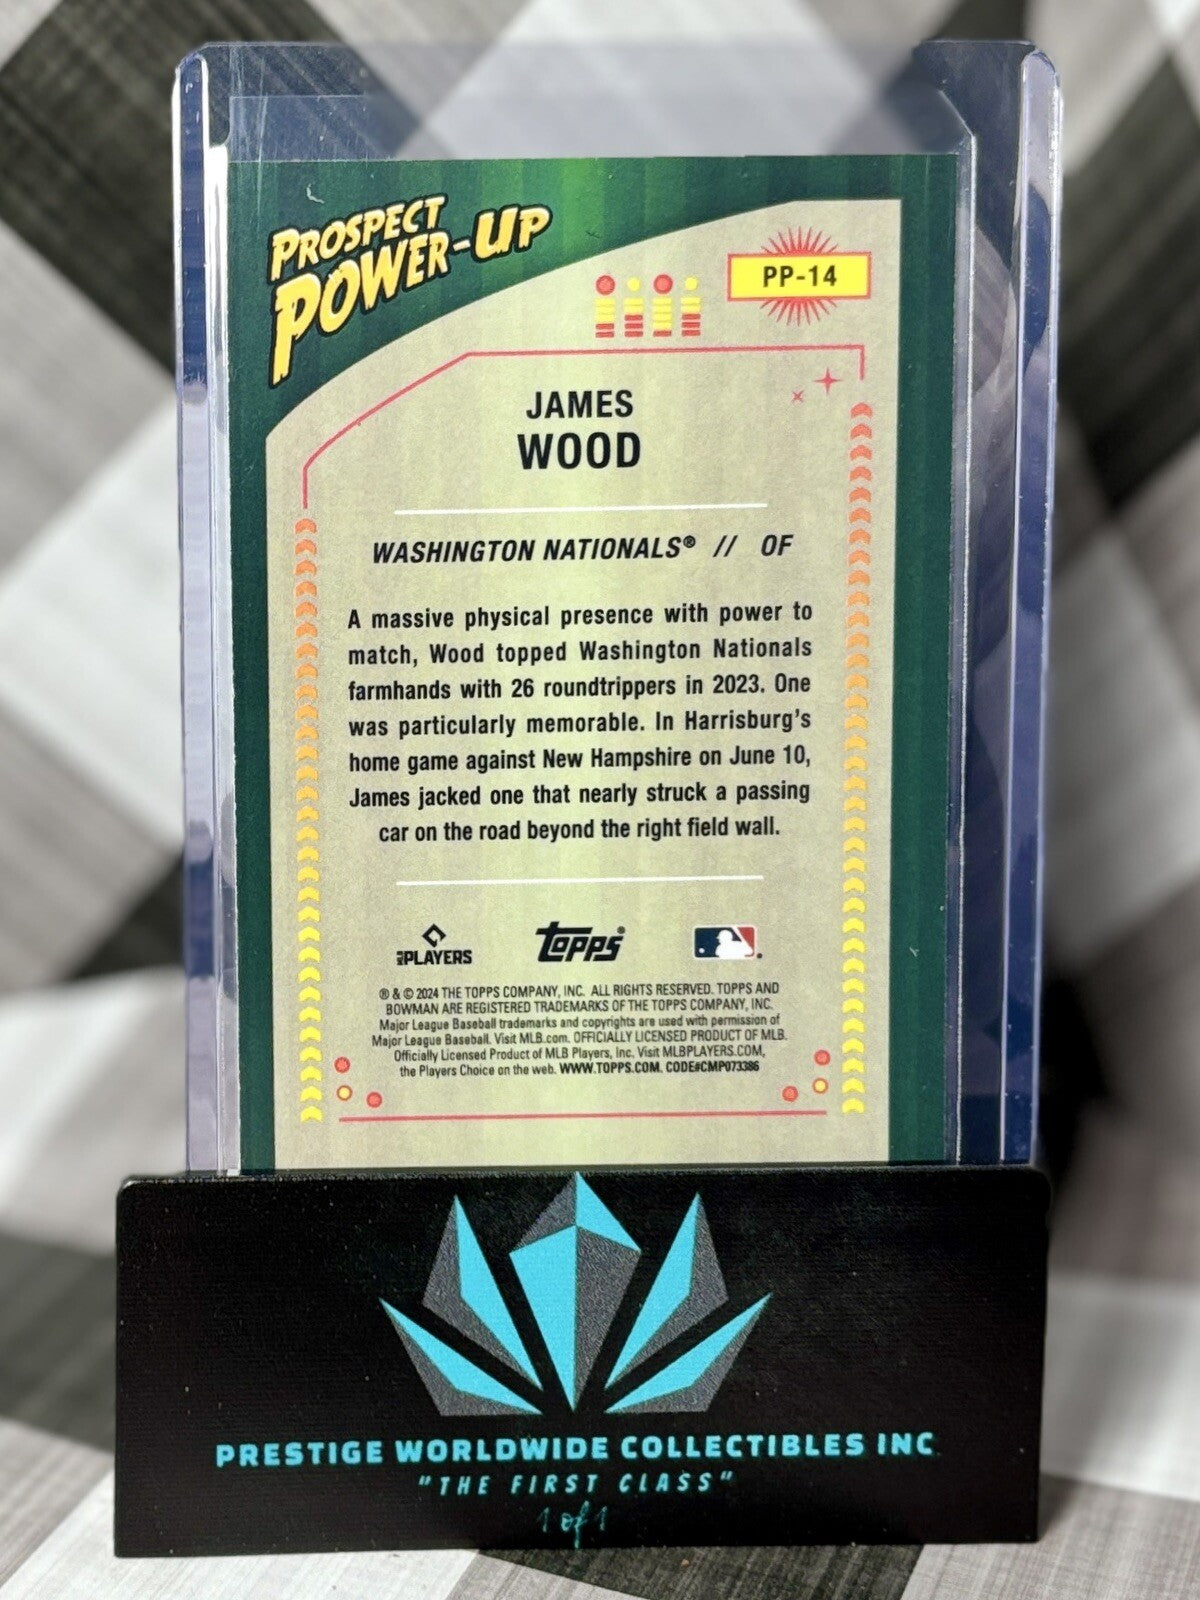 PROSPECT
POWER-UP
PP-14
JAMES
WOOD
WASHINGTON NATIONALS® // OF
A massive physical presence with power to
match, Wood topped Washington Nationals
farmhands with 26 roundtrippers in 2023. One
was particularly memorable. In Harrisburg's
home game against New Hampshire on June 10,
James jacked one that nearly struck a passing
car on the road beyond the right field wall.
MLB PLAYERS
Topps®
® & © 2024 THE TOPPS COMPANY, INC. ALL RIGHTS RESERVED. TOPPS AND
BOWMAN ARE REGISTERED TRADEMARKS OF THE TOPPS COMPANY, INC.
Major League Baseball trademarks and copyrights are used with permission of
Major League Baseball. Visit MLB.com. OFFICIALLY LICENSED PRODUCT OF MLB.
Officially Licensed Product of MLB Players, Inc. Visit MLBPLAYERS.COM,
the Players Choice on the web. WWW.TOPPS.COM. CODE#CMP073386
PRESTIGE WORLDWIDE COLLECTIBLES INC
"THE FIRST CLASS"
1 of 1